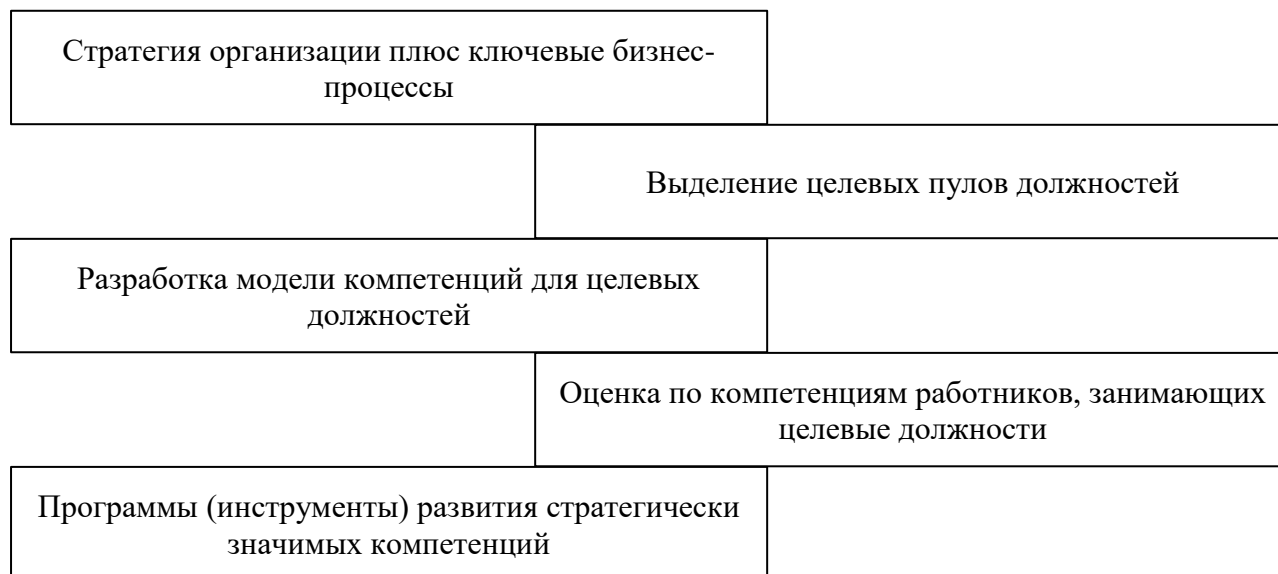 Стратегия организации плюс ключевые бизнес-
процессы
Выделение целевых пулов должностей
Разработка модели компетенций для целевых
должностей
Оценка по компетенциям работников, занимающих
целевые должности
Программы (инструменты) развития стратегически
значимых компетенций